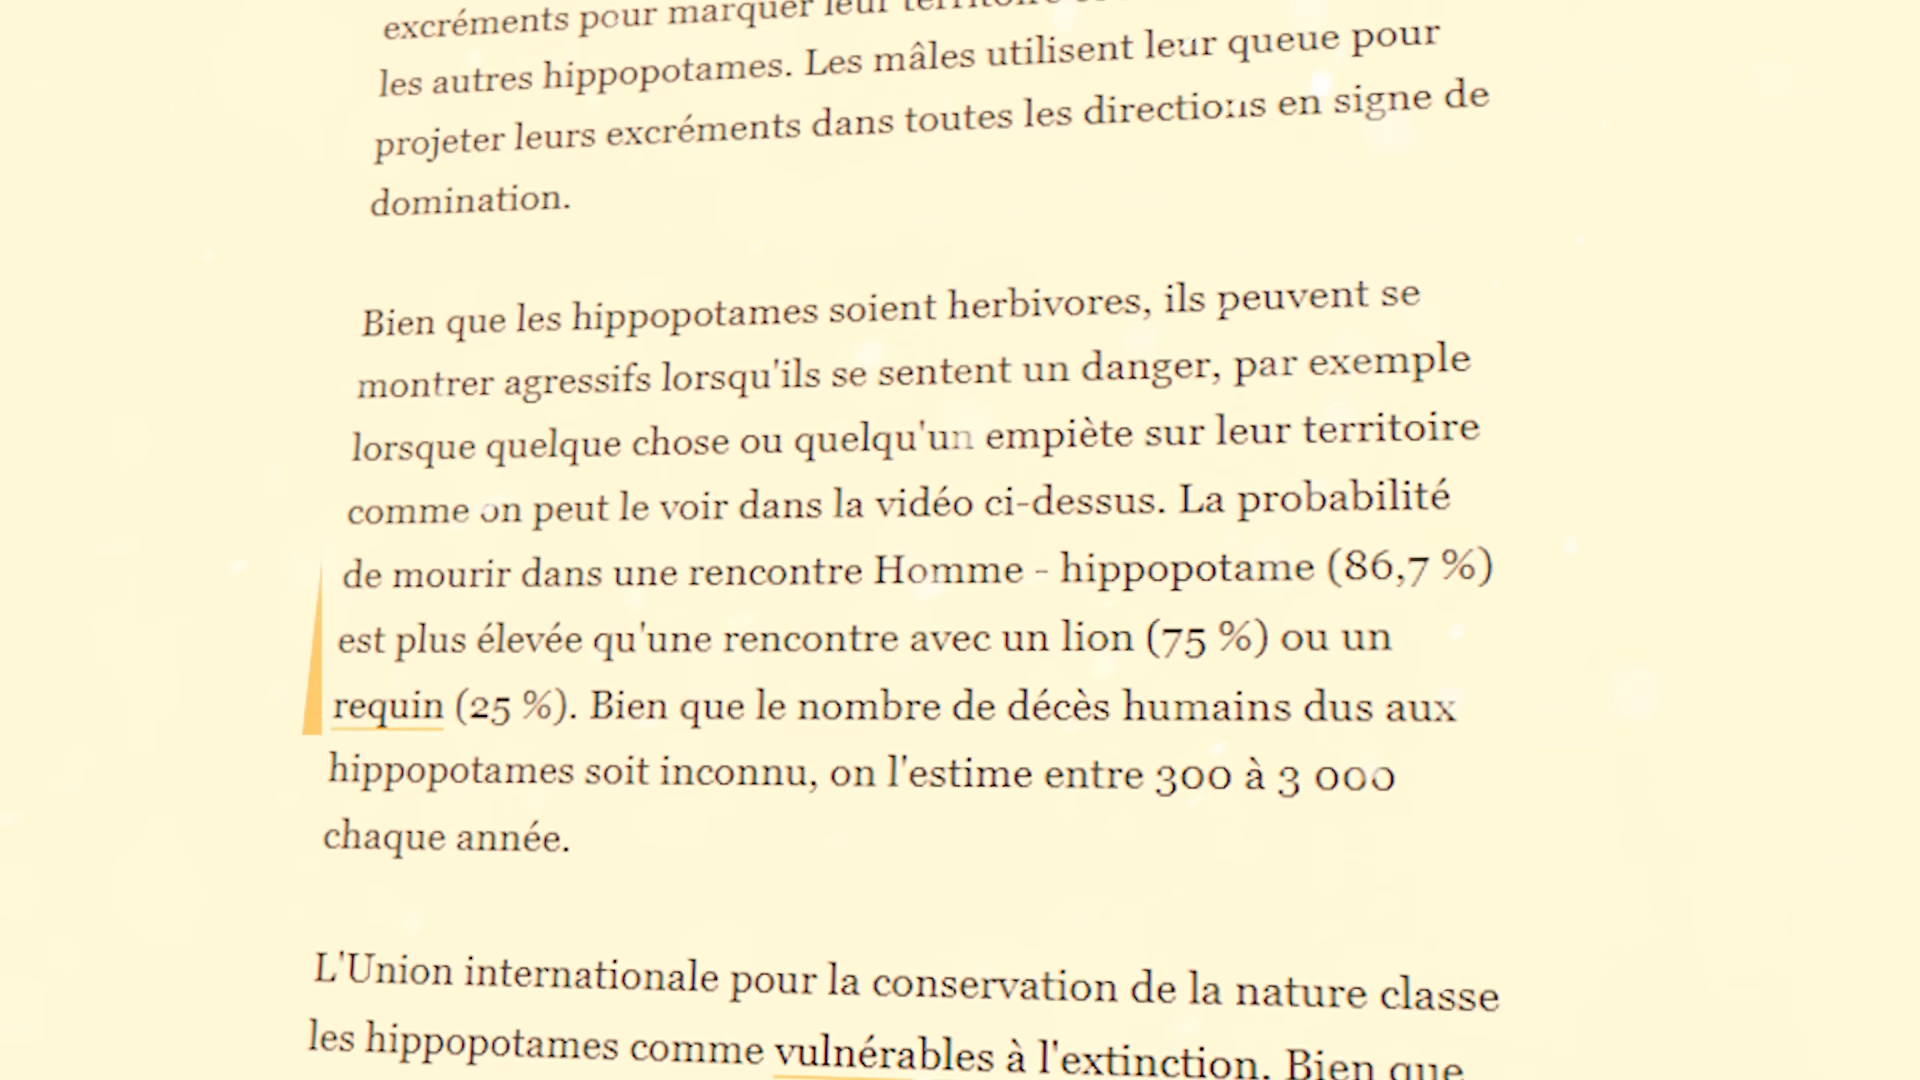 excréments pour marquer leur territoire
les autres hippopotames. Les mâles utilisent leur queue pour
projeter leurs excréments dans toutes les directions en signe de
domination.
Bien que les hippopotames soient herbivores, ils peuvent se
montrer agressifs lorsqu'ils se sentent un danger, par exemple
lorsque quelque chose ou quelqu'un empiète sur leur territoire
comme on peut le voir dans la vidéo ci-dessus. La probabilité
de mourir dans une rencontre Homme - hippopotame (86,7 %)
est plus élevée qu'une rencontre avec un lion (75 %) ou un
requin (25 %). Bien que le nombre de décès humains dus aux
hippopotames soit inconnu, on l'estime entre 300 à 3 000
chaque année.
L'Union internationale pour la conservation de la nature classe
les hippopotames comme vulnérables à l'extinction. Bien que